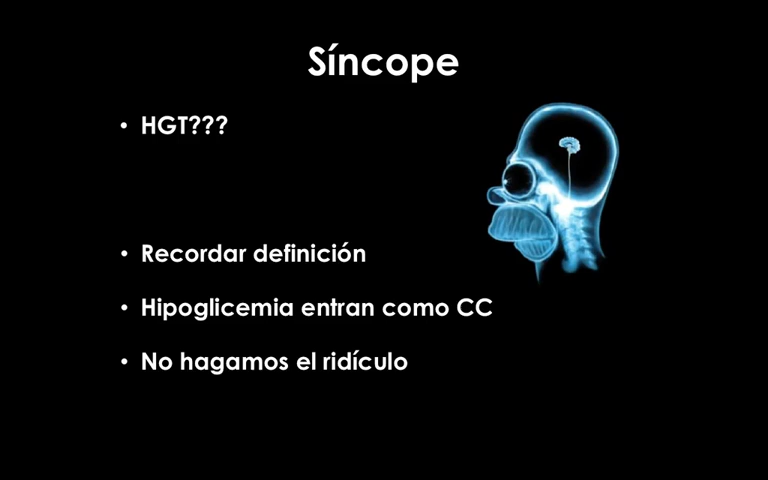 Síncope
• HGT???
• Recordar definición
• Hipoglicemia entran como CC
• No hagamos el ridículo